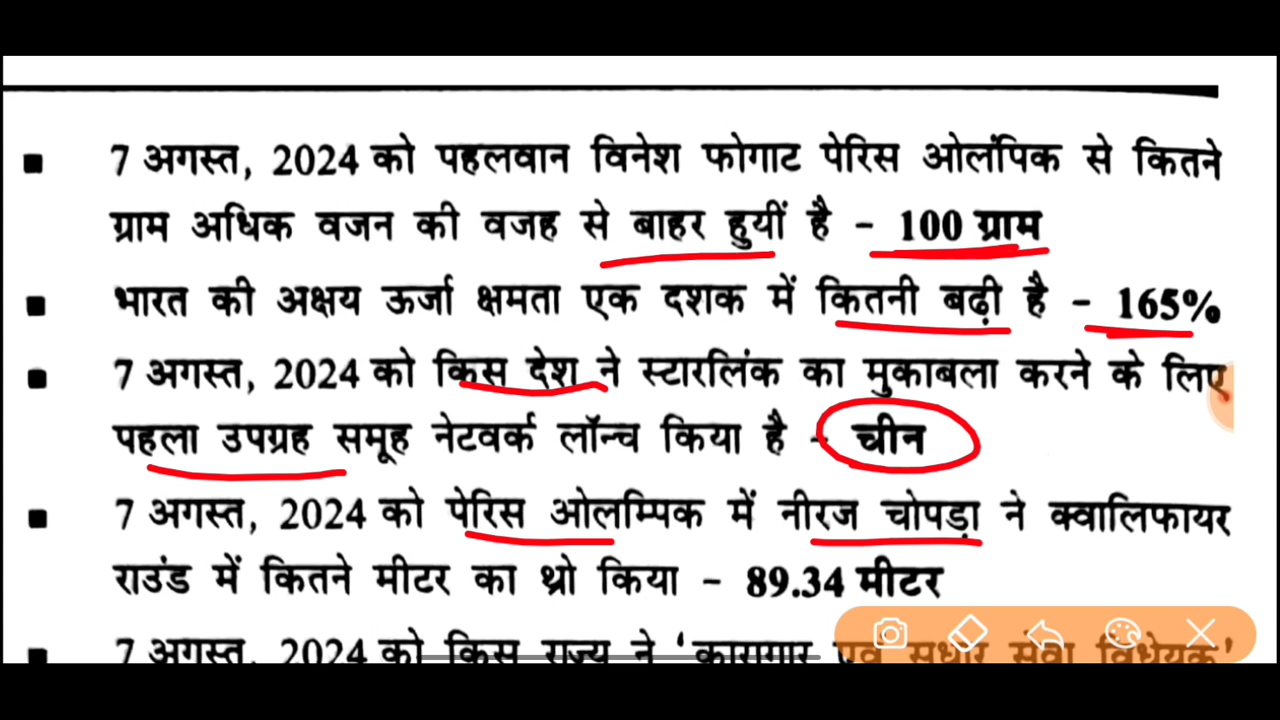 7 अगस्त, 2024 को पहलवान विनेश फोगाट पेरिस ओलंपिक से कितने
ग्राम अधिक वजन की वजह से बाहर हुयीं है - 100 ग्राम
भारत की अक्षय ऊर्जा क्षमता एक दशक में कितनी बढ़ी है - 165%
7 अगस्त, 2024 को किस देश ने स्टारलिंक का मुकाबला करने के लिए
पहला उपग्रह समूह नेटवर्क लॉन्च किया है - चीन
7 अगस्त, 2024 को पेरिस ओलम्पिक में नीरज चोपड़ा ने क्वालिफायर
राउंड में कितने मीटर का थ्रो किया - 89.34 मीटर
7 अगस्त, 2024 को किस राज्य ने ‘कारागार एवं सुधार सेवा विधेयक’